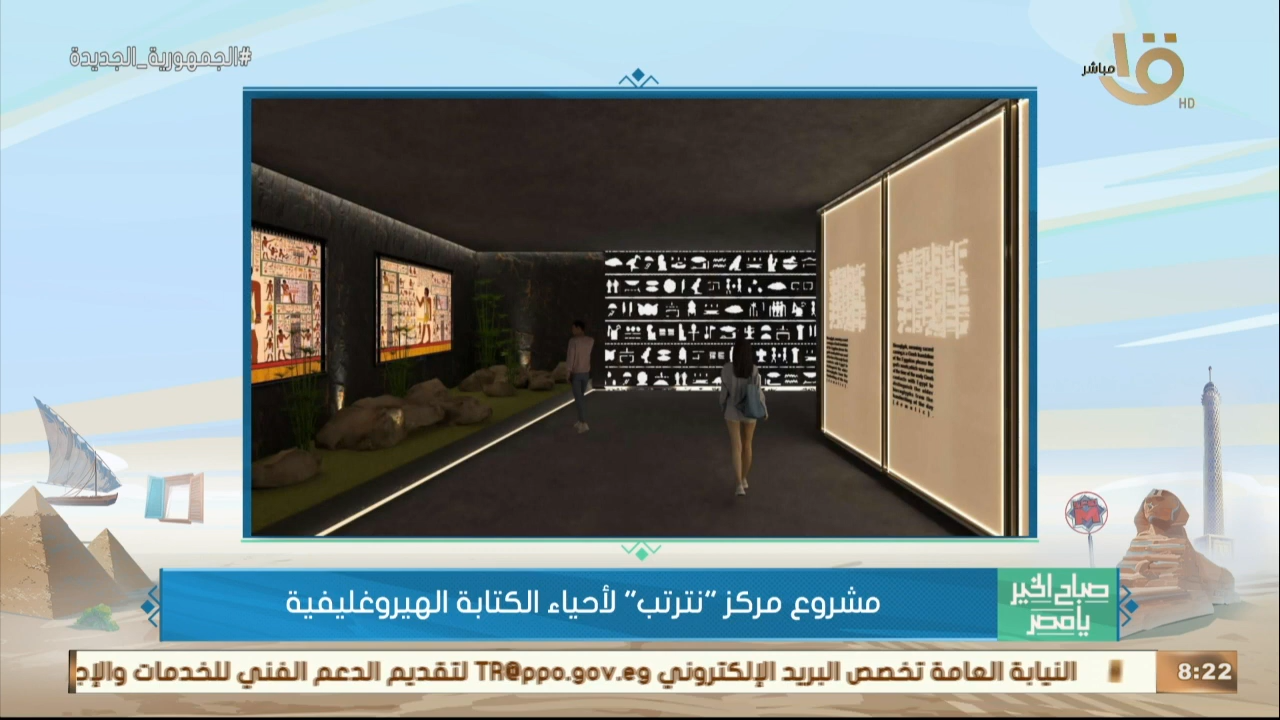 #الجمهورية_الجديدة
مباشر
HD
مشروع مركز “نترتب” لأحياء الكتابة الهيروغليفية
صباح الخير
يا مصر
النيابة العامة تخصص البريد الإلكتروني TR@ppo.gov.eg لتقديم الدعم الفني للخدمات والإج
8:22